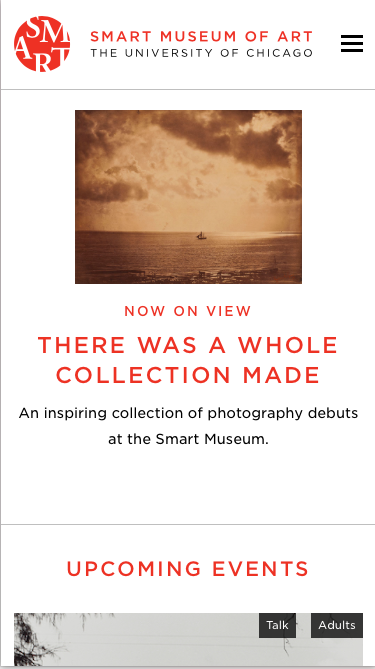 SMART
SMART MUSEUM OF ART
THE UNIVERSITY OF CHICAGO
NOW ON VIEW
THERE WAS A WHOLE
COLLECTION MADE
An inspiring collection of photography debuts
at the Smart Museum.
UPCOMING EVENTS
Talk
Adults